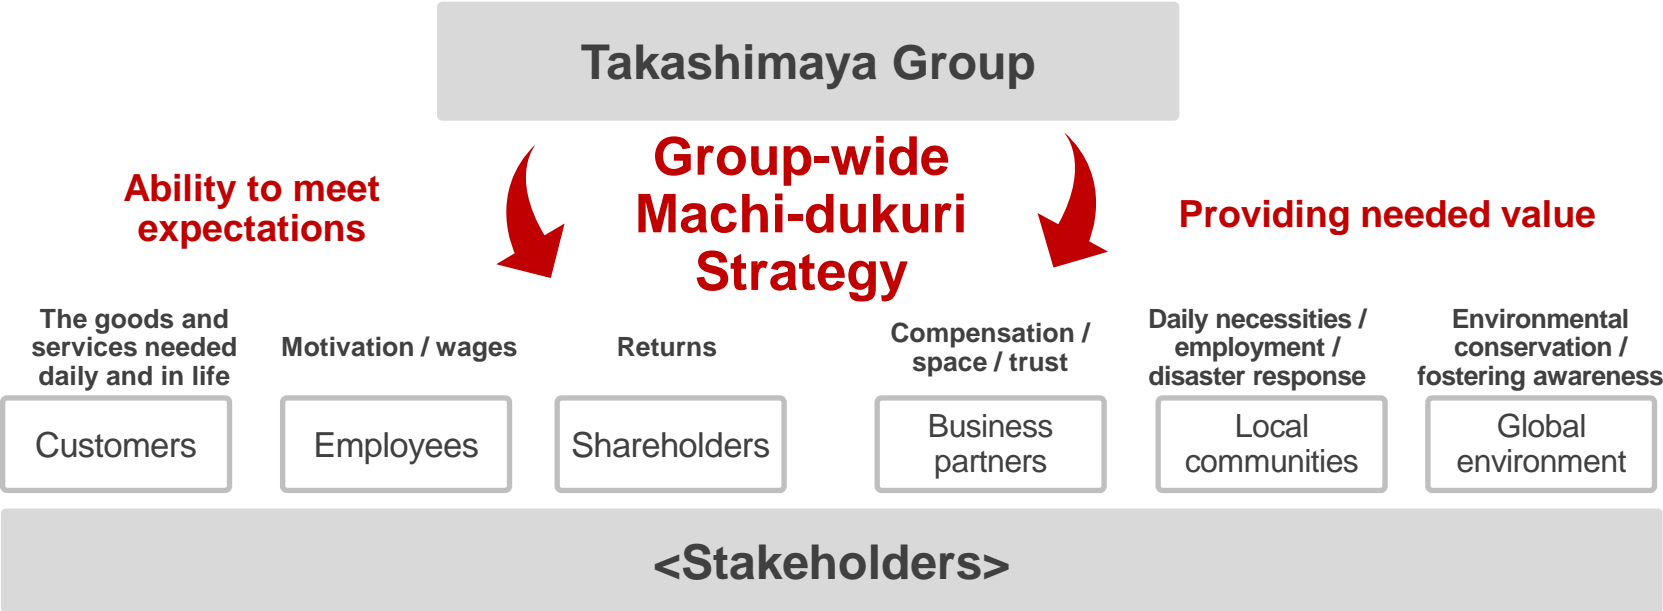 Takashimaya Group
Group-wide
Machi-dukuri
Strategy
Ability to meet
expectations
Providing needed value
The goods and
services needed
daily and in life
Motivation / wages
Returns
Compensation /
space / trust
Daily necessities /
employment /
disaster response
Environmental
conservation /
fostering awareness
Customers
Employees
Shareholders
Business
partners
Local
communities
Global
environment
<Stakeholders>